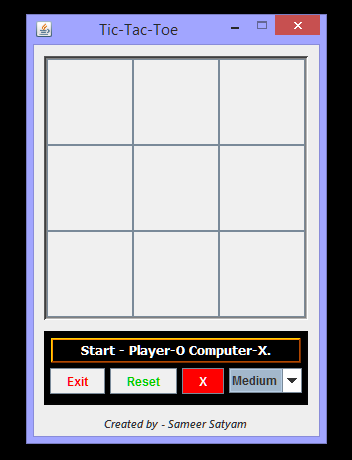 Tic-Tac-Toe
Start - Player-O Computer-X.
Exit Reset X Medium
Created by - Sameer Satyam